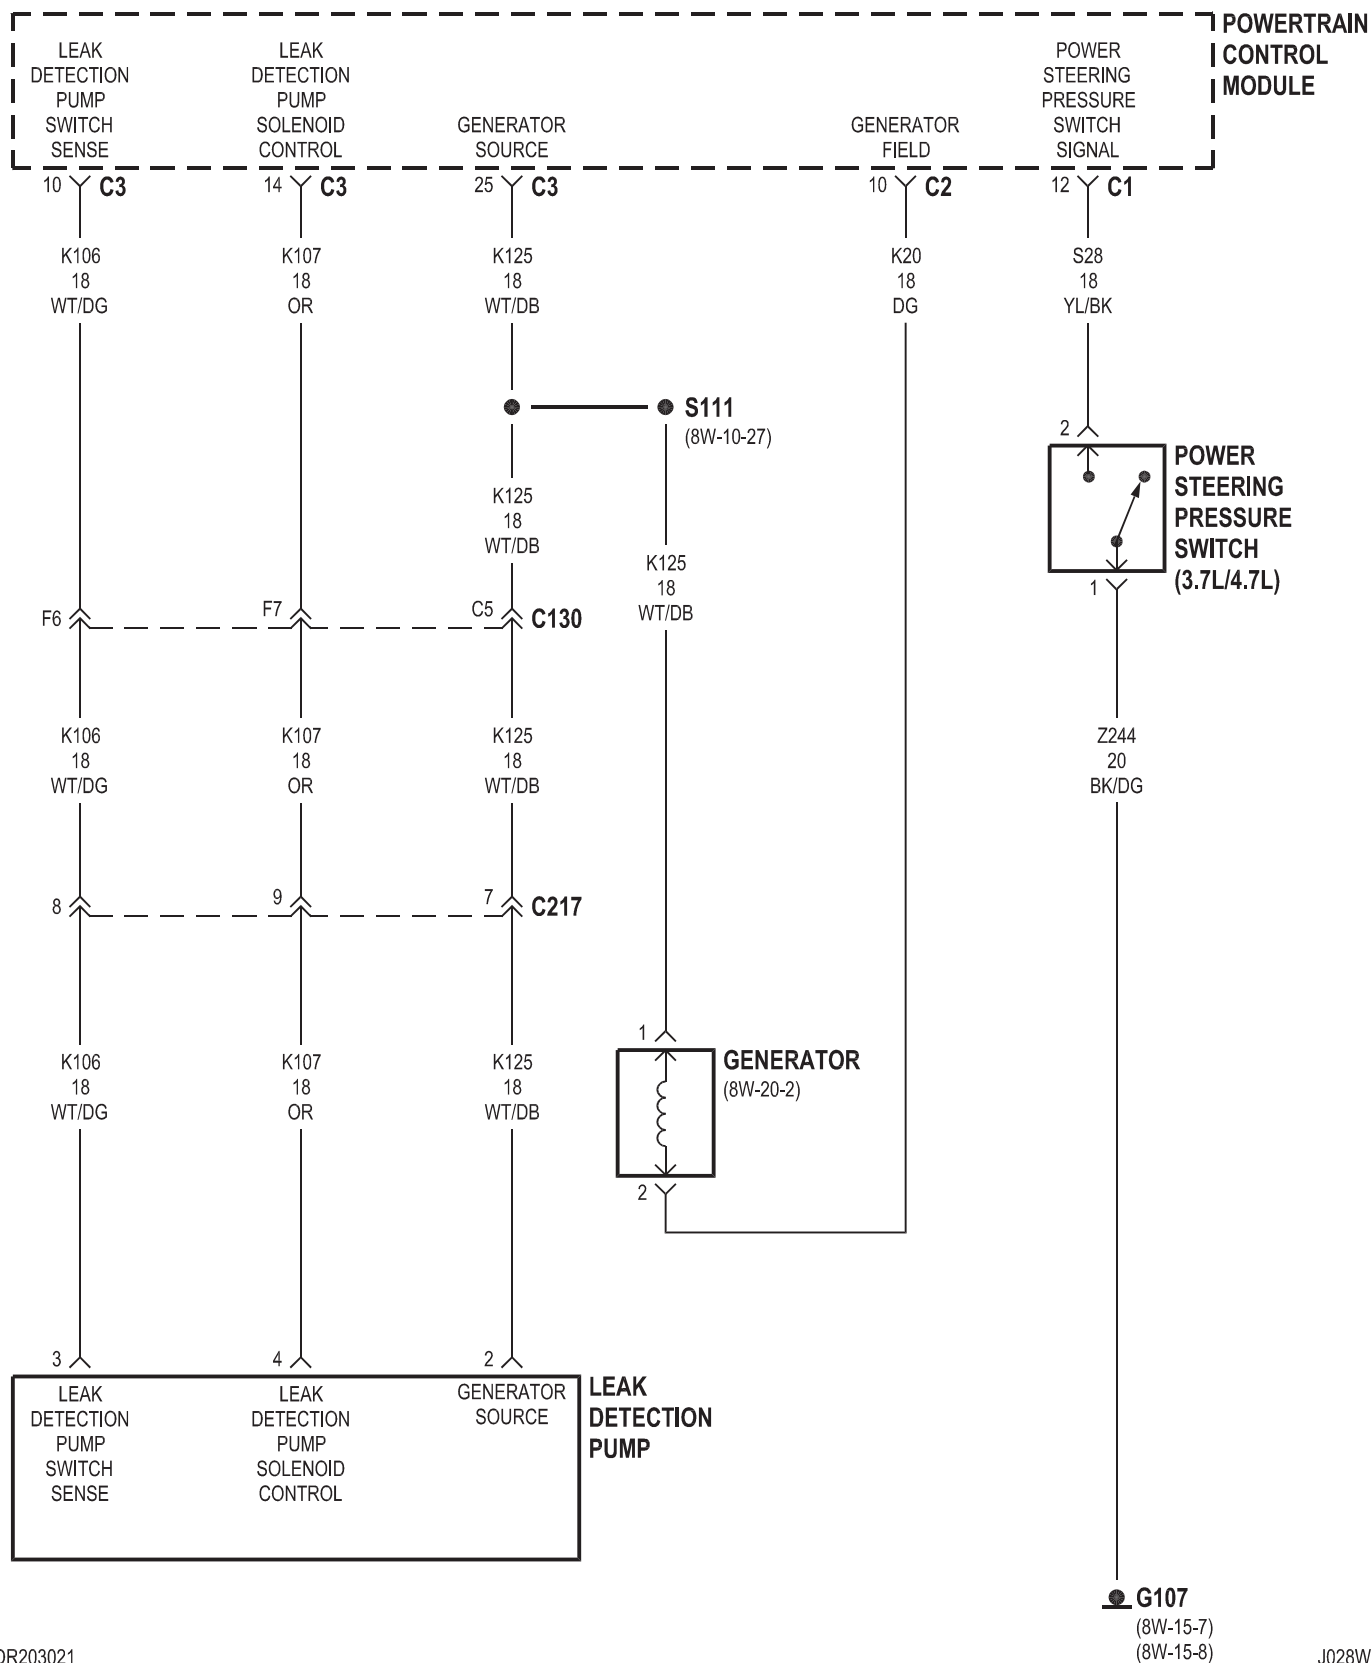 POWERTRAIN
CONTROL
MODULE
LEAK
DETECTION
PUMP
SWITCH
SENSE
LEAK
DETECTION
PUMP
SOLENOID
CONTROL
GENERATOR
SOURCE
GENERATOR
FIELD
POWER
STEERING
PRESSURE
SWITCH
SIGNAL
10 C3
14 C3
25 C3
10 C2
12 C1
K106
18
WT/DG
K107
18
OR
K125
18
WT/DB
K20
18
DG
S28
18
YL/BK
S111
(8W-10-27)
2
POWER
STEERING
PRESSURE
SWITCH
(3.7L/4.7L)
1
K125
18
WT/DB
K125
18
WT/DB
F6
F7
C5 C130
K106
18
WT/DG
K107
18
OR
K125
18
WT/DB
Z244
20
BK/DG
8
9
7 C217
K106
18
WT/DG
K107
18
OR
K125
18
WT/DB
1
GENERATOR
(8W-20-2)
2
3
4
2
LEAK
DETECTION
PUMP
SWITCH
SENSE
LEAK
DETECTION
PUMP
SOLENOID
CONTROL
GENERATOR
SOURCE
LEAK
DETECTION
PUMP
G107
(8W-15-7)
(8W-15-8)
DR203021
J028W